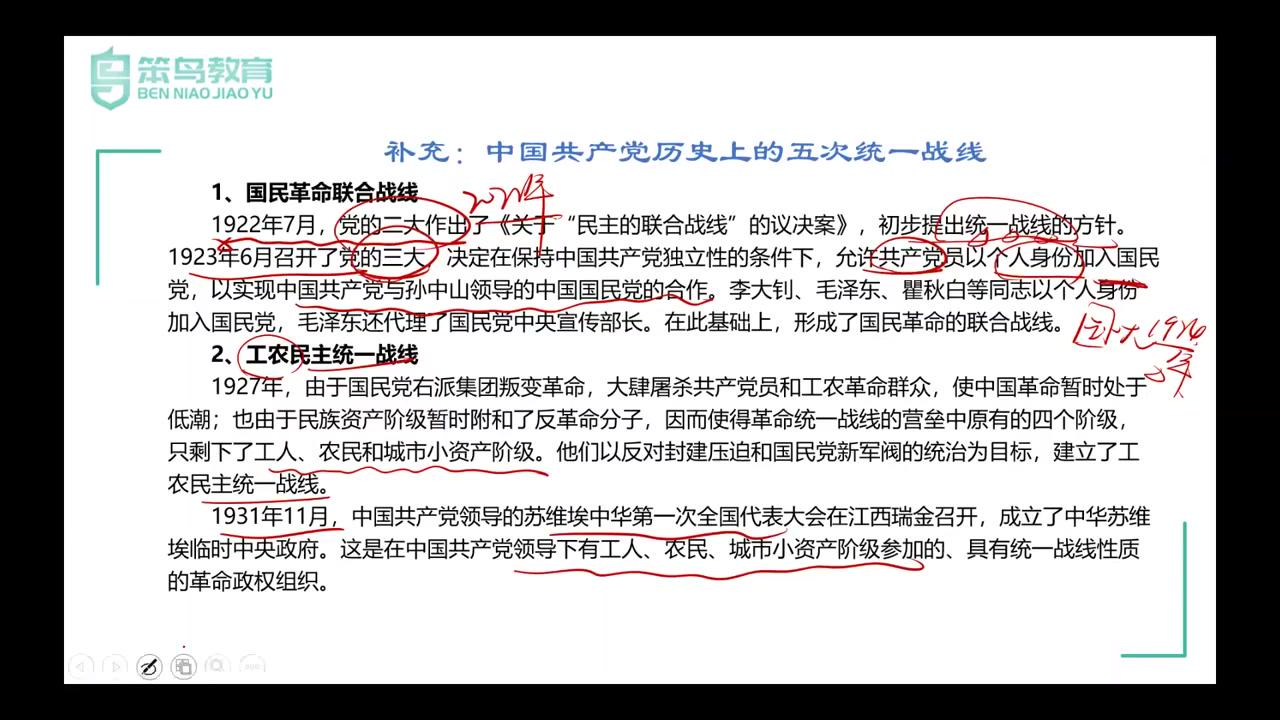 笨鸟教育
BEN NIAO JIAO YU
补充：中国共产党历史上的五次统一战线
1、国民革命联合战线
1922年7月，党的二大作出了《关于“民主的联合战线”的议决案》，初步提出统一战线的方针。
1923年6月召开了党的三大，决定在保持中国共产党独立性的条件下，允许共产党员以个人身份加入国民
党，以实现中国共产党与孙中山领导的中国国民党的合作。李大钊、毛泽东、瞿秋白等同志以个人身份
加入国民党，毛泽东还代理了国民党中央宣传部长。在此基础上，形成了国民革命的联合战线。
2、工农民主统一战线
1927年，由于国民党右派集团叛变革命，大肆屠杀共产党员和工农革命群众，使中国革命暂时处于
低潮；也由于民族资产阶级暂时附和了反革命分子，因而使得革命统一战线的营垒中原有的四个阶级，
只剩下了工人、农民和城市小资产阶级。他们以反对封建压迫和国民党新军阀的统治为目标，建立了工
农民主统一战线。
1931年11月，中国共产党领导的苏维埃中华第一次全国代表大会在江西瑞金召开，成立了中华苏维
埃临时中央政府。这是在中国共产党领导下有工人、农民、城市小资产阶级参加的、具有统一战线性质
的革命政权组织。